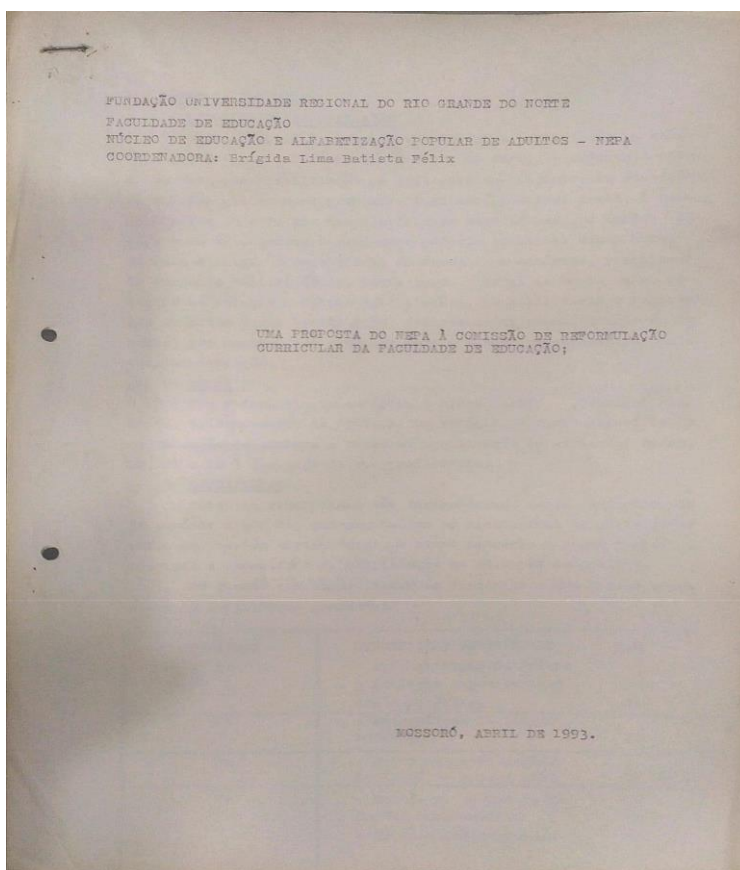 FUNDAÇÃO UNIVERSIDADE REGIONAL DO RIO GRANDE DO NORTE
FACULDADE DE EDUCAÇÃO
NÚCLEO DE EDUCAÇÃO E ALFABETIZAÇÃO POPULAR DE ADULTOS - NEPA
COORDENADORA: Brígida Lima Batista Félix
UMA PROPOSTA DO NEPA À COMISSÃO DE REFORMULAÇÃO
CURRICULAR DA FACULDADE DE EDUCAÇÃO;
MOSSORÓ, ABRIL DE 1993.